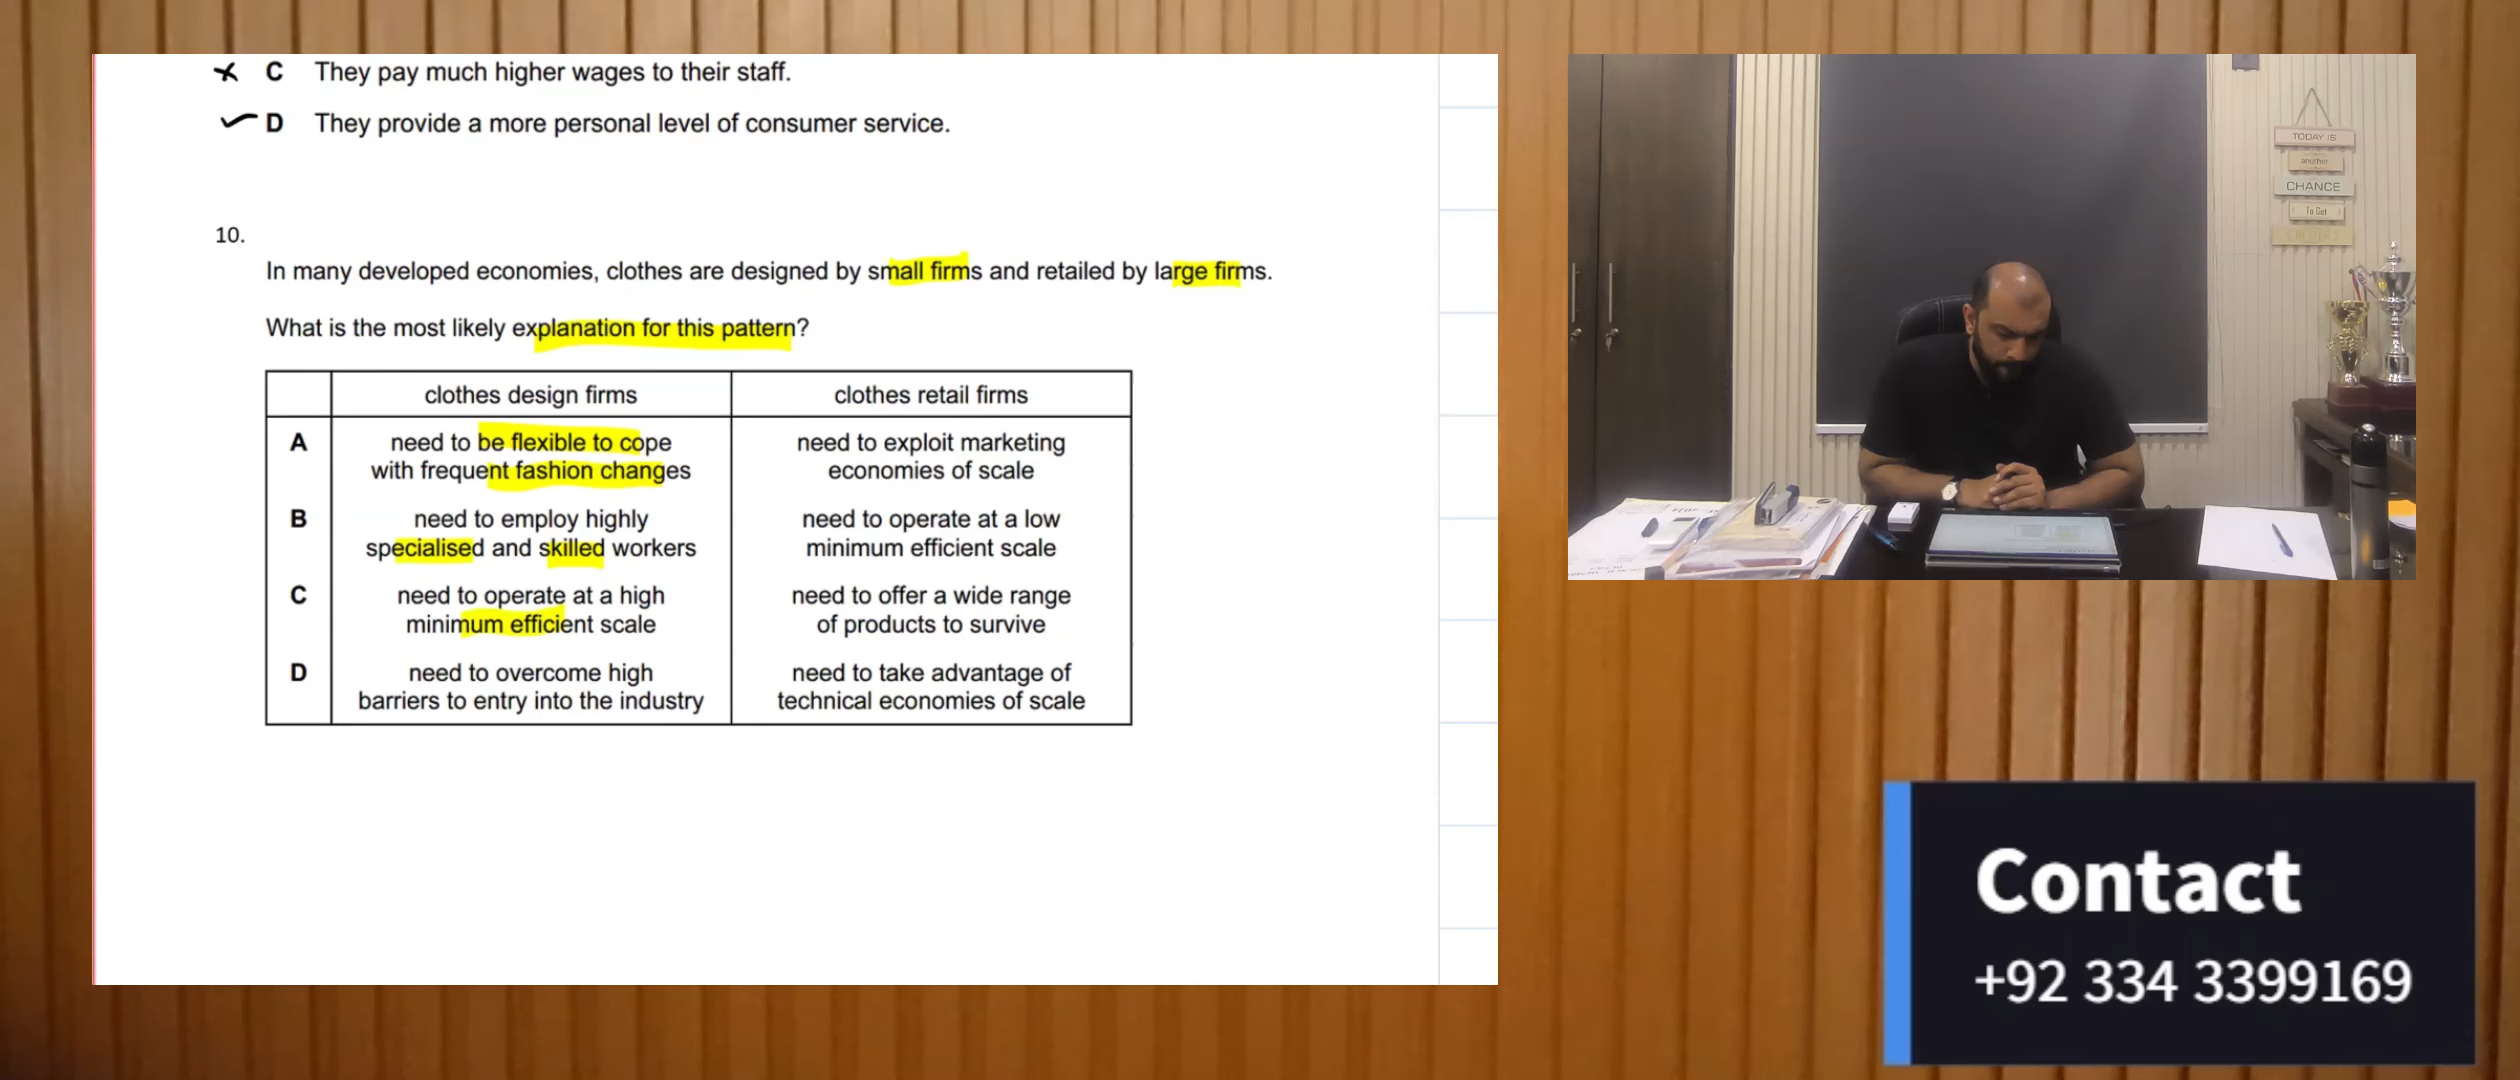 C They pay much higher wages to their staff.
D They provide a more personal level of consumer service.
10.
In many developed economies, clothes are designed by small firms and retailed by large firms.
What is the most likely explanation for this pattern?
clothes design firms clothes retail firms
A need to be flexible to cope with frequent fashion changes need to exploit marketing economies of scale
B need to employ highly specialised and skilled workers need to operate at a low minimum efficient scale
C need to operate at a high minimum efficient scale need to offer a wide range of products to survive
D need to overcome high barriers to entry into the industry need to take advantage of technical economies of scale
TODAY IS
another
CHANCE
To Get
Contact
+92 334 3399169